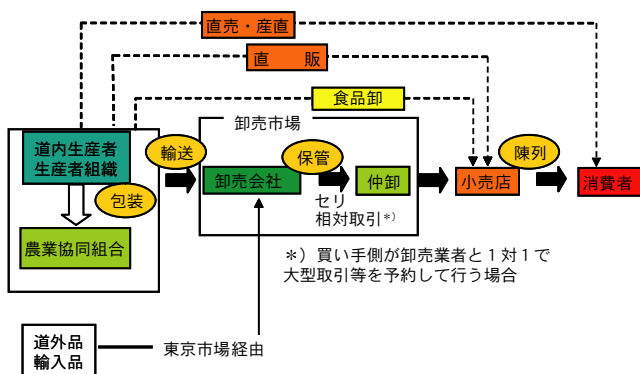 直売・産直
直　販
食品卸
卸売市場
道内生産者
生産者組織
輸送
保管
陳列
卸売会社
仲卸
小売店
消費者
包装
セリ
相対取引*）
農業協同組合
＊）買い手側が卸売業者と１対１で
大型取引等を予約して行う場合
道外品
輸入品
東京市場経由